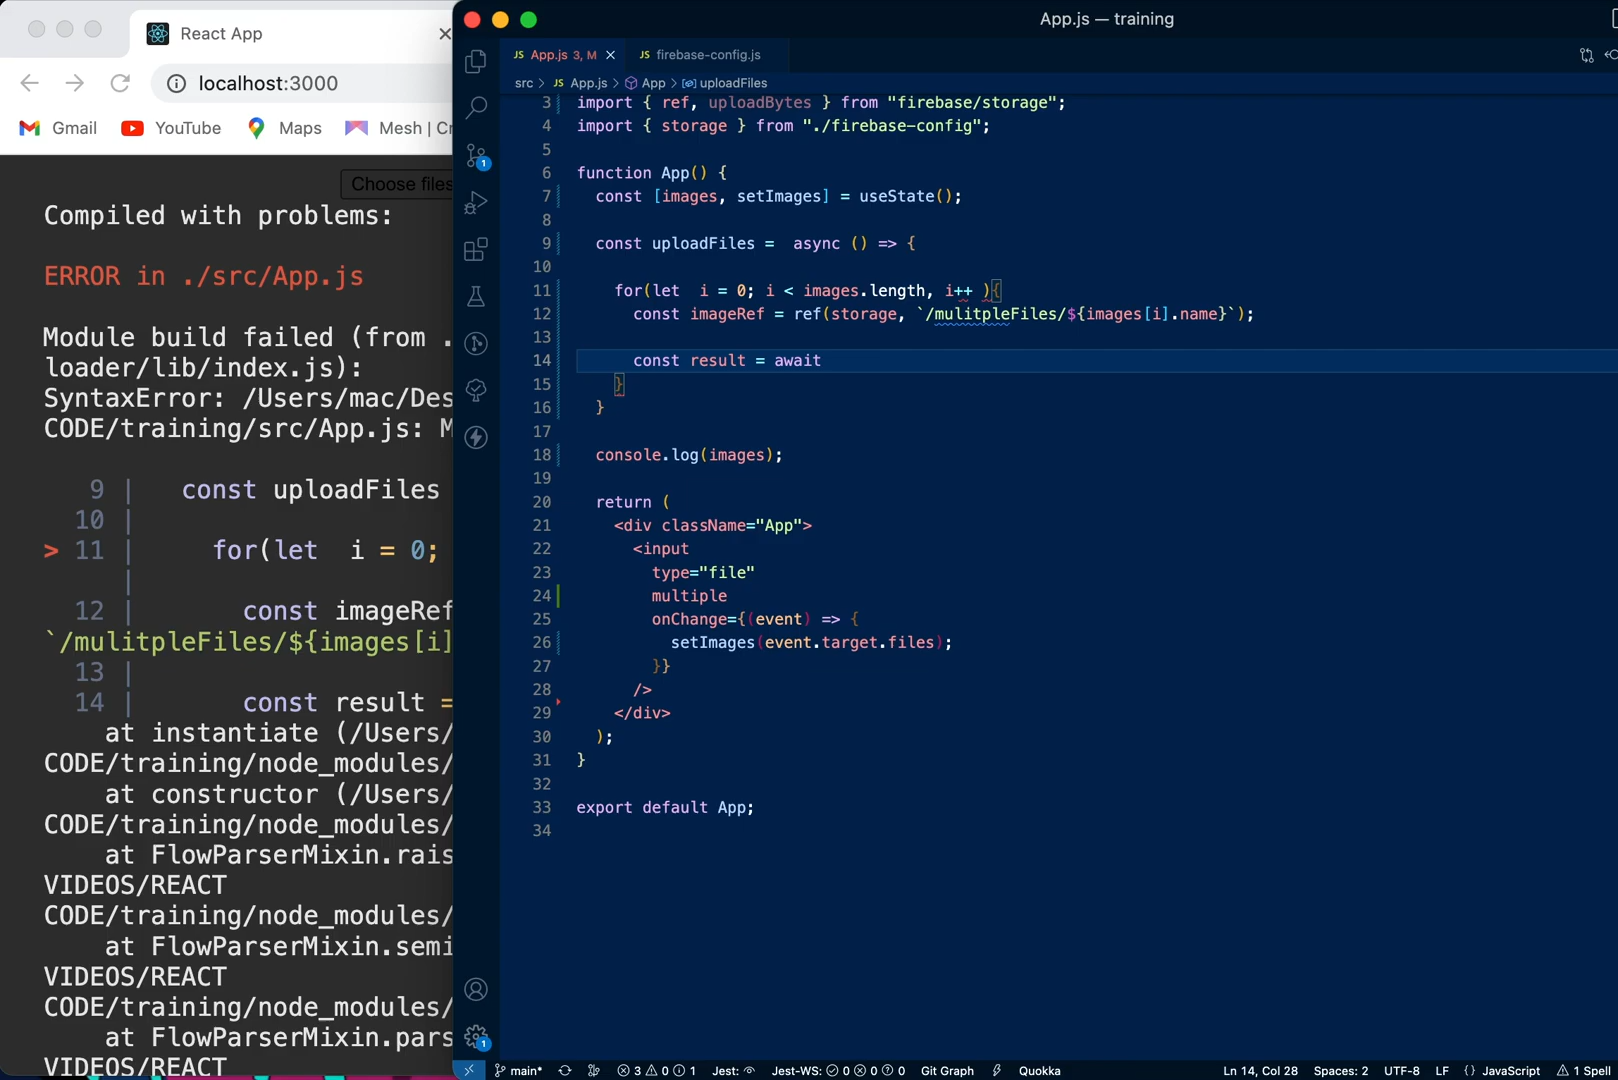 React App
localhost:3000
Gmail
YouTube
Maps
Mesh | Cr
Choose files
Compiled with problems:
ERROR in ./src/App.js
Module build failed (from .
loader/lib/index.js):
SyntaxError: /Users/mac/Des
CODE/training/src/App.js: M
9 | const uploadFiles
10 |
> 11 | for(let i = 0;
|
12 | const imageRef
`/mulitpleFiles/${images[i]
13 |
14 | const result =
at instantiate (/Users/
CODE/training/node_modules/
at constructor (/Users/
CODE/training/node_modules/
at FlowParserMixin.rais
VIDEOS/REACT
CODE/training/node_modules/
at FlowParserMixin.semi
VIDEOS/REACT
CODE/training/node_modules/
at FlowParserMixin.pars
VIDEOS/REACT
App.js — training
JS App.js 3, M
JS firebase-config.js
src > JS App.js > App > uploadFiles
3 import { ref, uploadBytes } from "firebase/storage";
4 import { storage } from "./firebase-config";
5
6 function App() {
7 const [images, setImages] = useState();
8
9 const uploadFiles = async () => {
10
11 for(let i = 0; i < images.length, i++ ){
12 const imageRef = ref(storage, `/mulitpleFiles/${images[i].name}`);
13
14 const result = await
15 }
16 }
17
18 console.log(images);
19
20 return (
21 <div className="App">
22 <input
23 type="file"
24 multiple
25 onChange={(event) => {
26 setImages(event.target.files);
27 }}
28 />
29 </div>
30 );
31 }
32
33 export default App;
34
1
1
main*
3 0 1
Jest:
Jest-WS: 0 0 0
Git Graph
Quokka
Ln 14, Col 28
Spaces: 2
UTF-8
LF
{} JavaScript
1 Spell